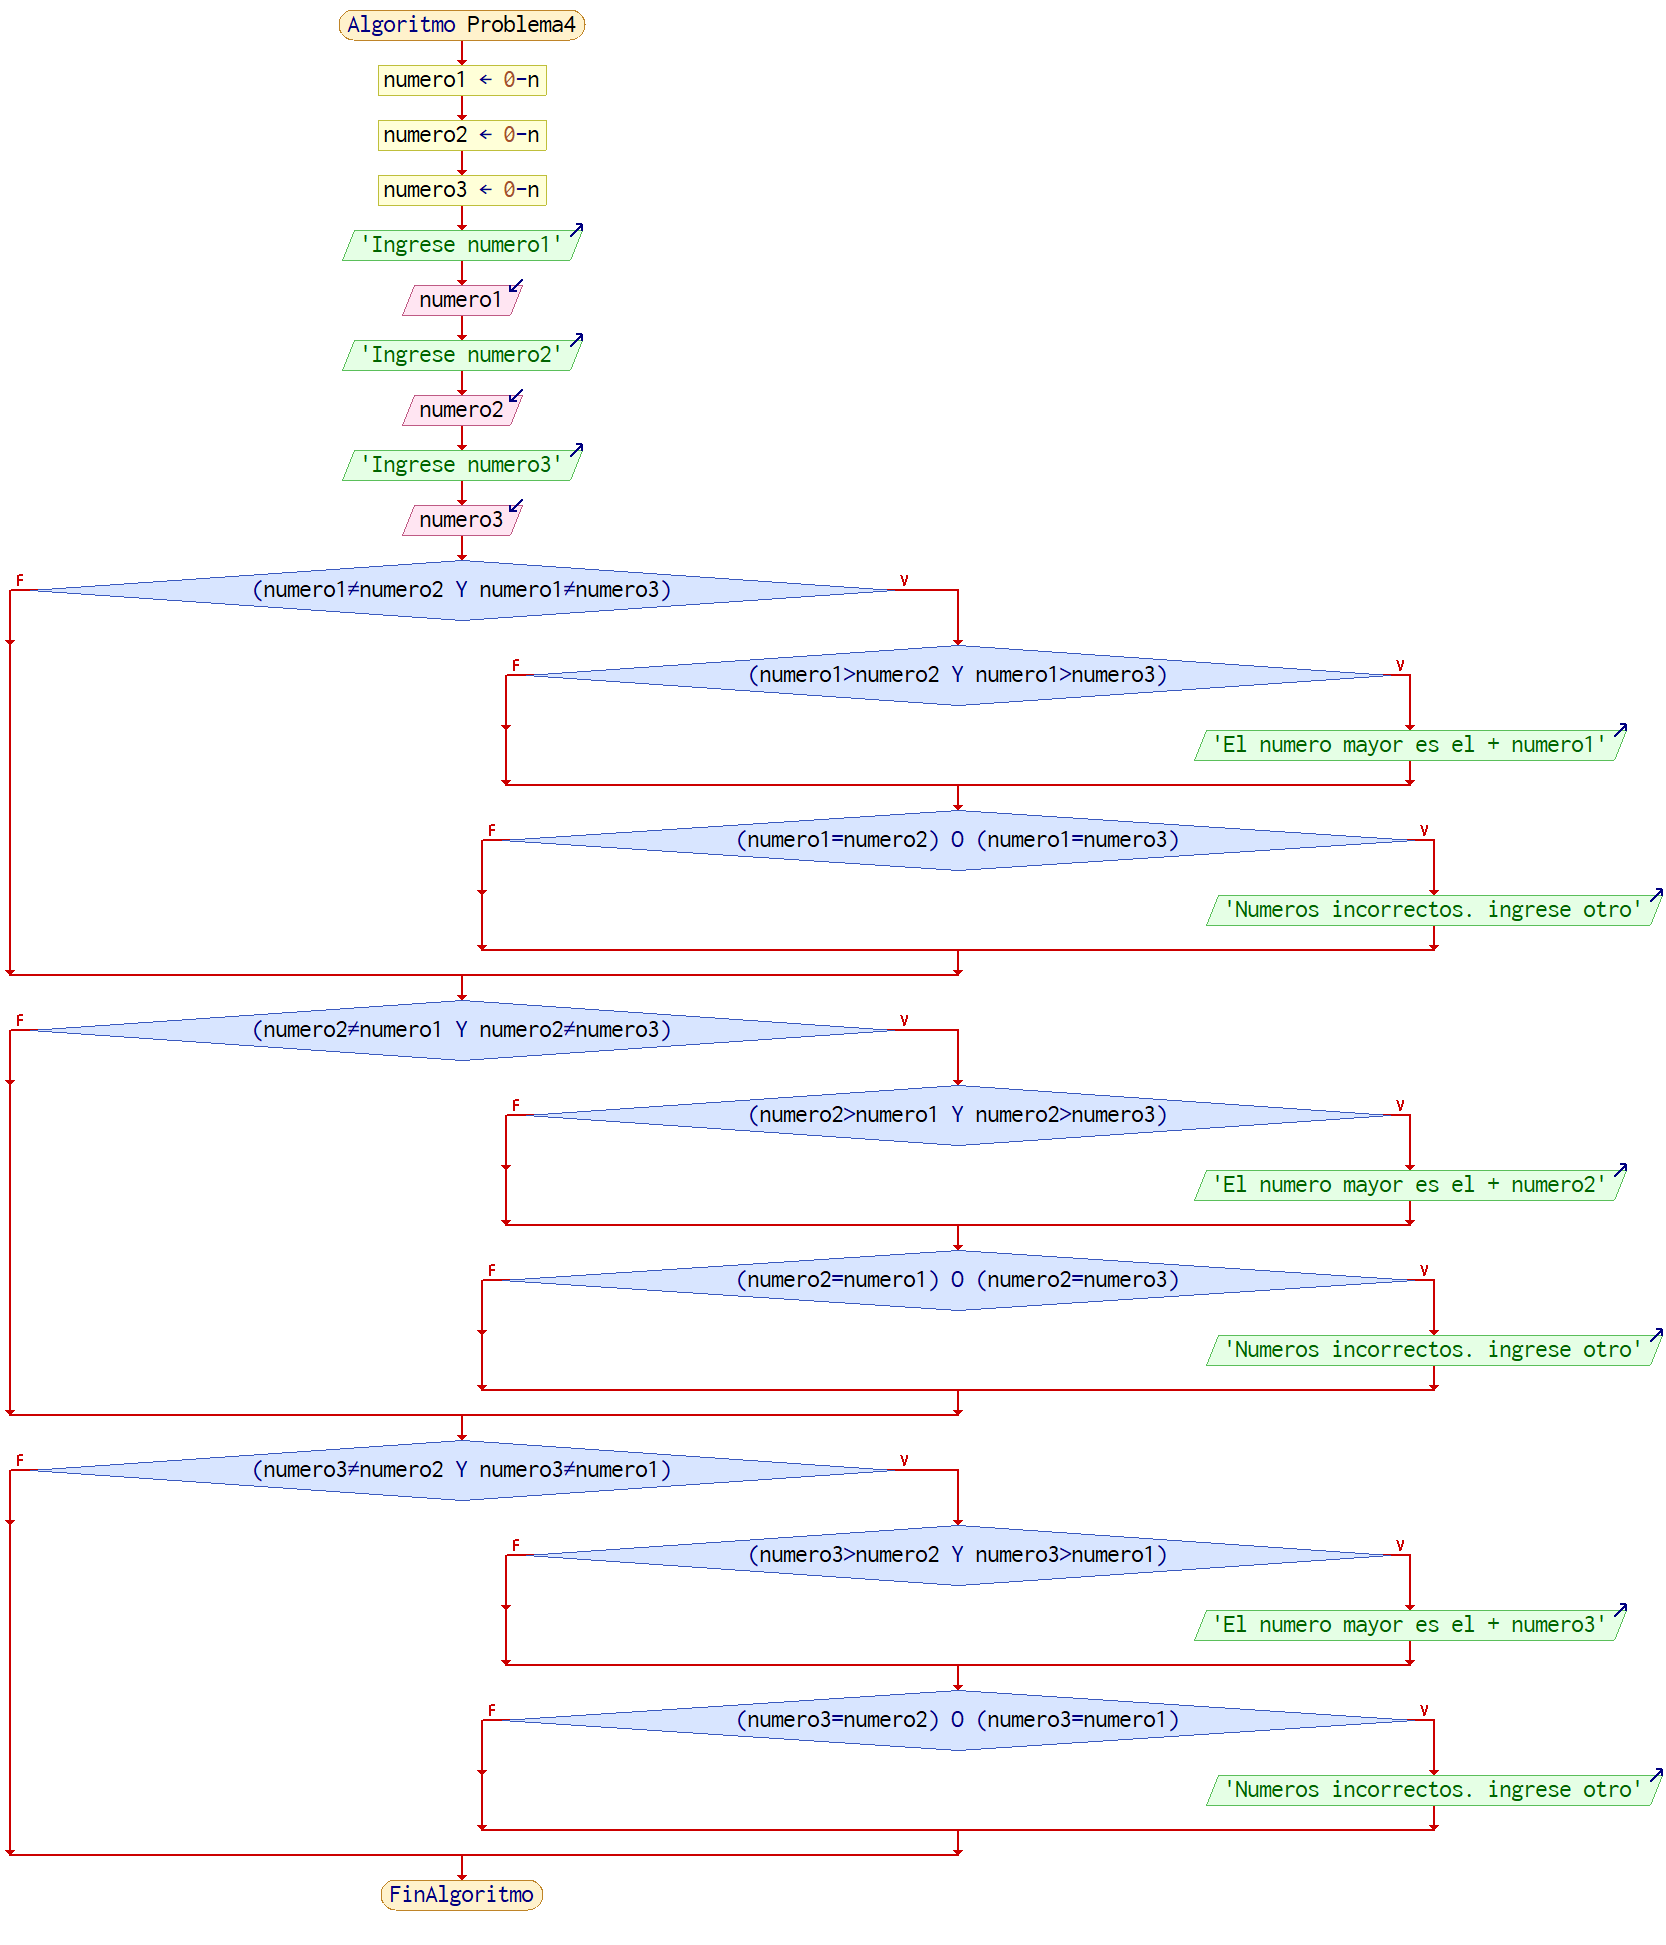 Algoritmo Problema4
numero1 ← 0-n
numero2 ← 0-n
numero3 ← 0-n
'Ingrese numero1'
numero1
'Ingrese numero2'
numero2
'Ingrese numero3'
numero3
F (numero1≠numero2 Y numero1≠numero3) V
F (numero1>numero2 Y numero1>numero3) V
'El numero mayor es el + numero1'
F (numero1=numero2) O (numero1=numero3) V
'Numeros incorrectos. ingrese otro'
F (numero2≠numero1 Y numero2≠numero3) V
F (numero2>numero1 Y numero2>numero3) V
'El numero mayor es el + numero2'
F (numero2=numero1) O (numero2=numero3) V
'Numeros incorrectos. ingrese otro'
F (numero3≠numero2 Y numero3≠numero1) V
F (numero3>numero2 Y numero3>numero1) V
'El numero mayor es el + numero3'
F (numero3=numero2) O (numero3=numero1) V
'Numeros incorrectos. ingrese otro'
FinAlgoritmo